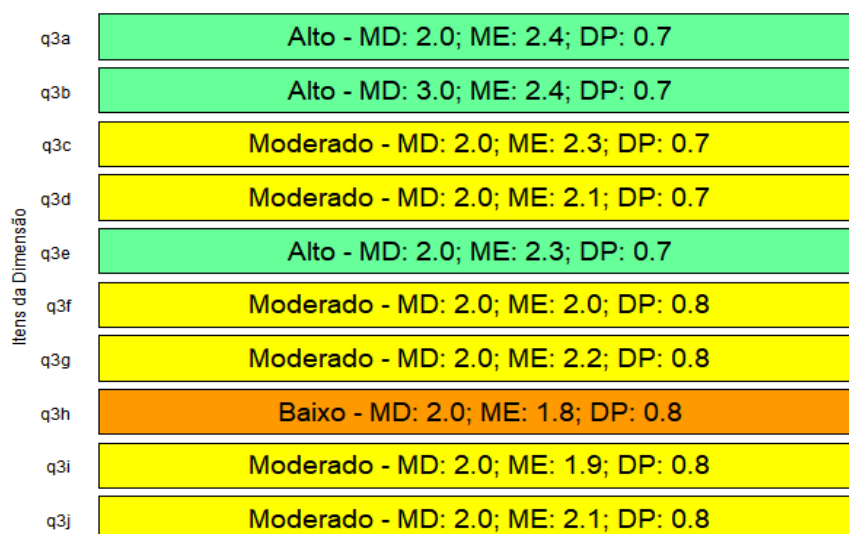 Itens da Dimensão
q3a Alto - MD: 2.0; ME: 2.4; DP: 0.7
q3b Alto - MD: 3.0; ME: 2.4; DP: 0.7
q3c Moderado - MD: 2.0; ME: 2.3; DP: 0.7
q3d Moderado - MD: 2.0; ME: 2.1; DP: 0.7
q3e Alto - MD: 2.0; ME: 2.3; DP: 0.7
q3f Moderado - MD: 2.0; ME: 2.0; DP: 0.8
q3g Moderado - MD: 2.0; ME: 2.2; DP: 0.8
q3h Baixo - MD: 2.0; ME: 1.8; DP: 0.8
q3i Moderado - MD: 2.0; ME: 1.9; DP: 0.8
q3j Moderado - MD: 2.0; ME: 2.1; DP: 0.8